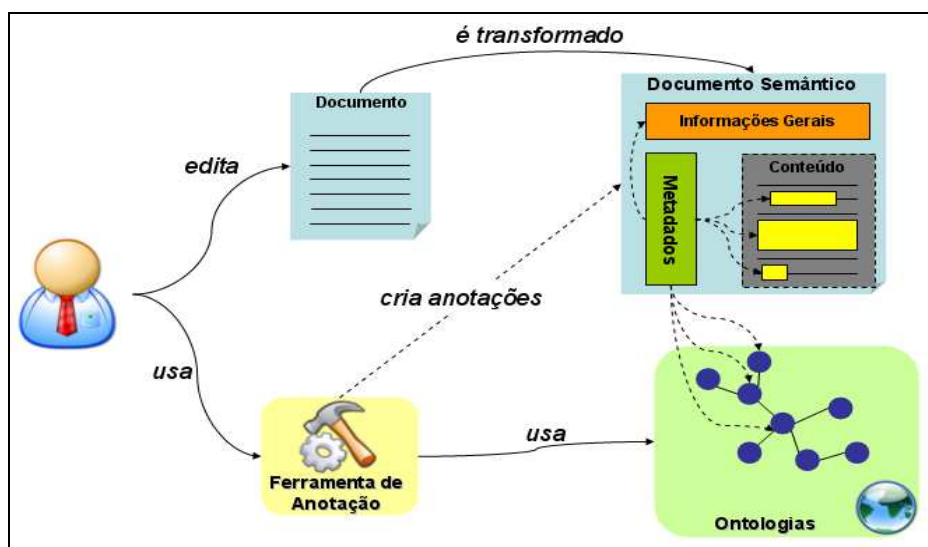 é transformado
Documento
Documento Semântico
Informações Gerais
edita
Metadados
Conteúdo
cria anotações
usa
usa
Ferramenta de
Anotação
Ontologias